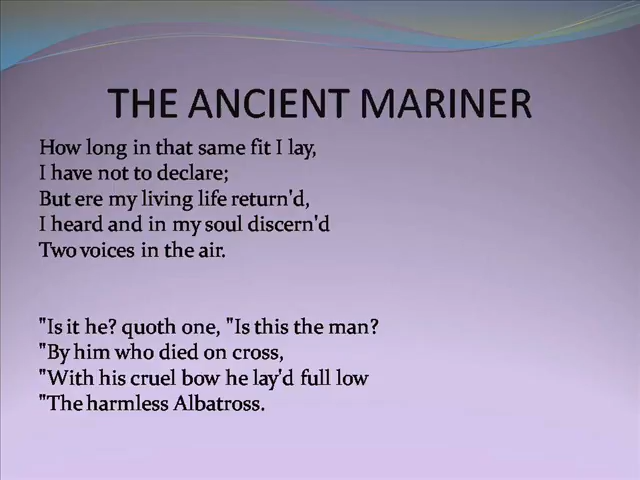 THE ANCIENT MARINER
How long in that same fit I lay,
I have not to declare;
But ere my living life return'd,
I heard and in my soul discern'd
Two voices in the air.
"Is it he? quoth one, "Is this the man?
"By him who died on cross,
"With his cruel bow he lay'd full low
"The harmless Albatross.